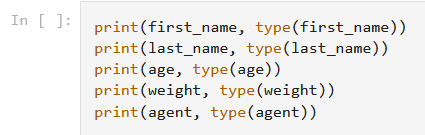 In [ ]:
print(first_name, type(first_name))
print(last_name, type(last_name))
print(age, type(age))
print(weight, type(weight))
print(agent, type(agent))